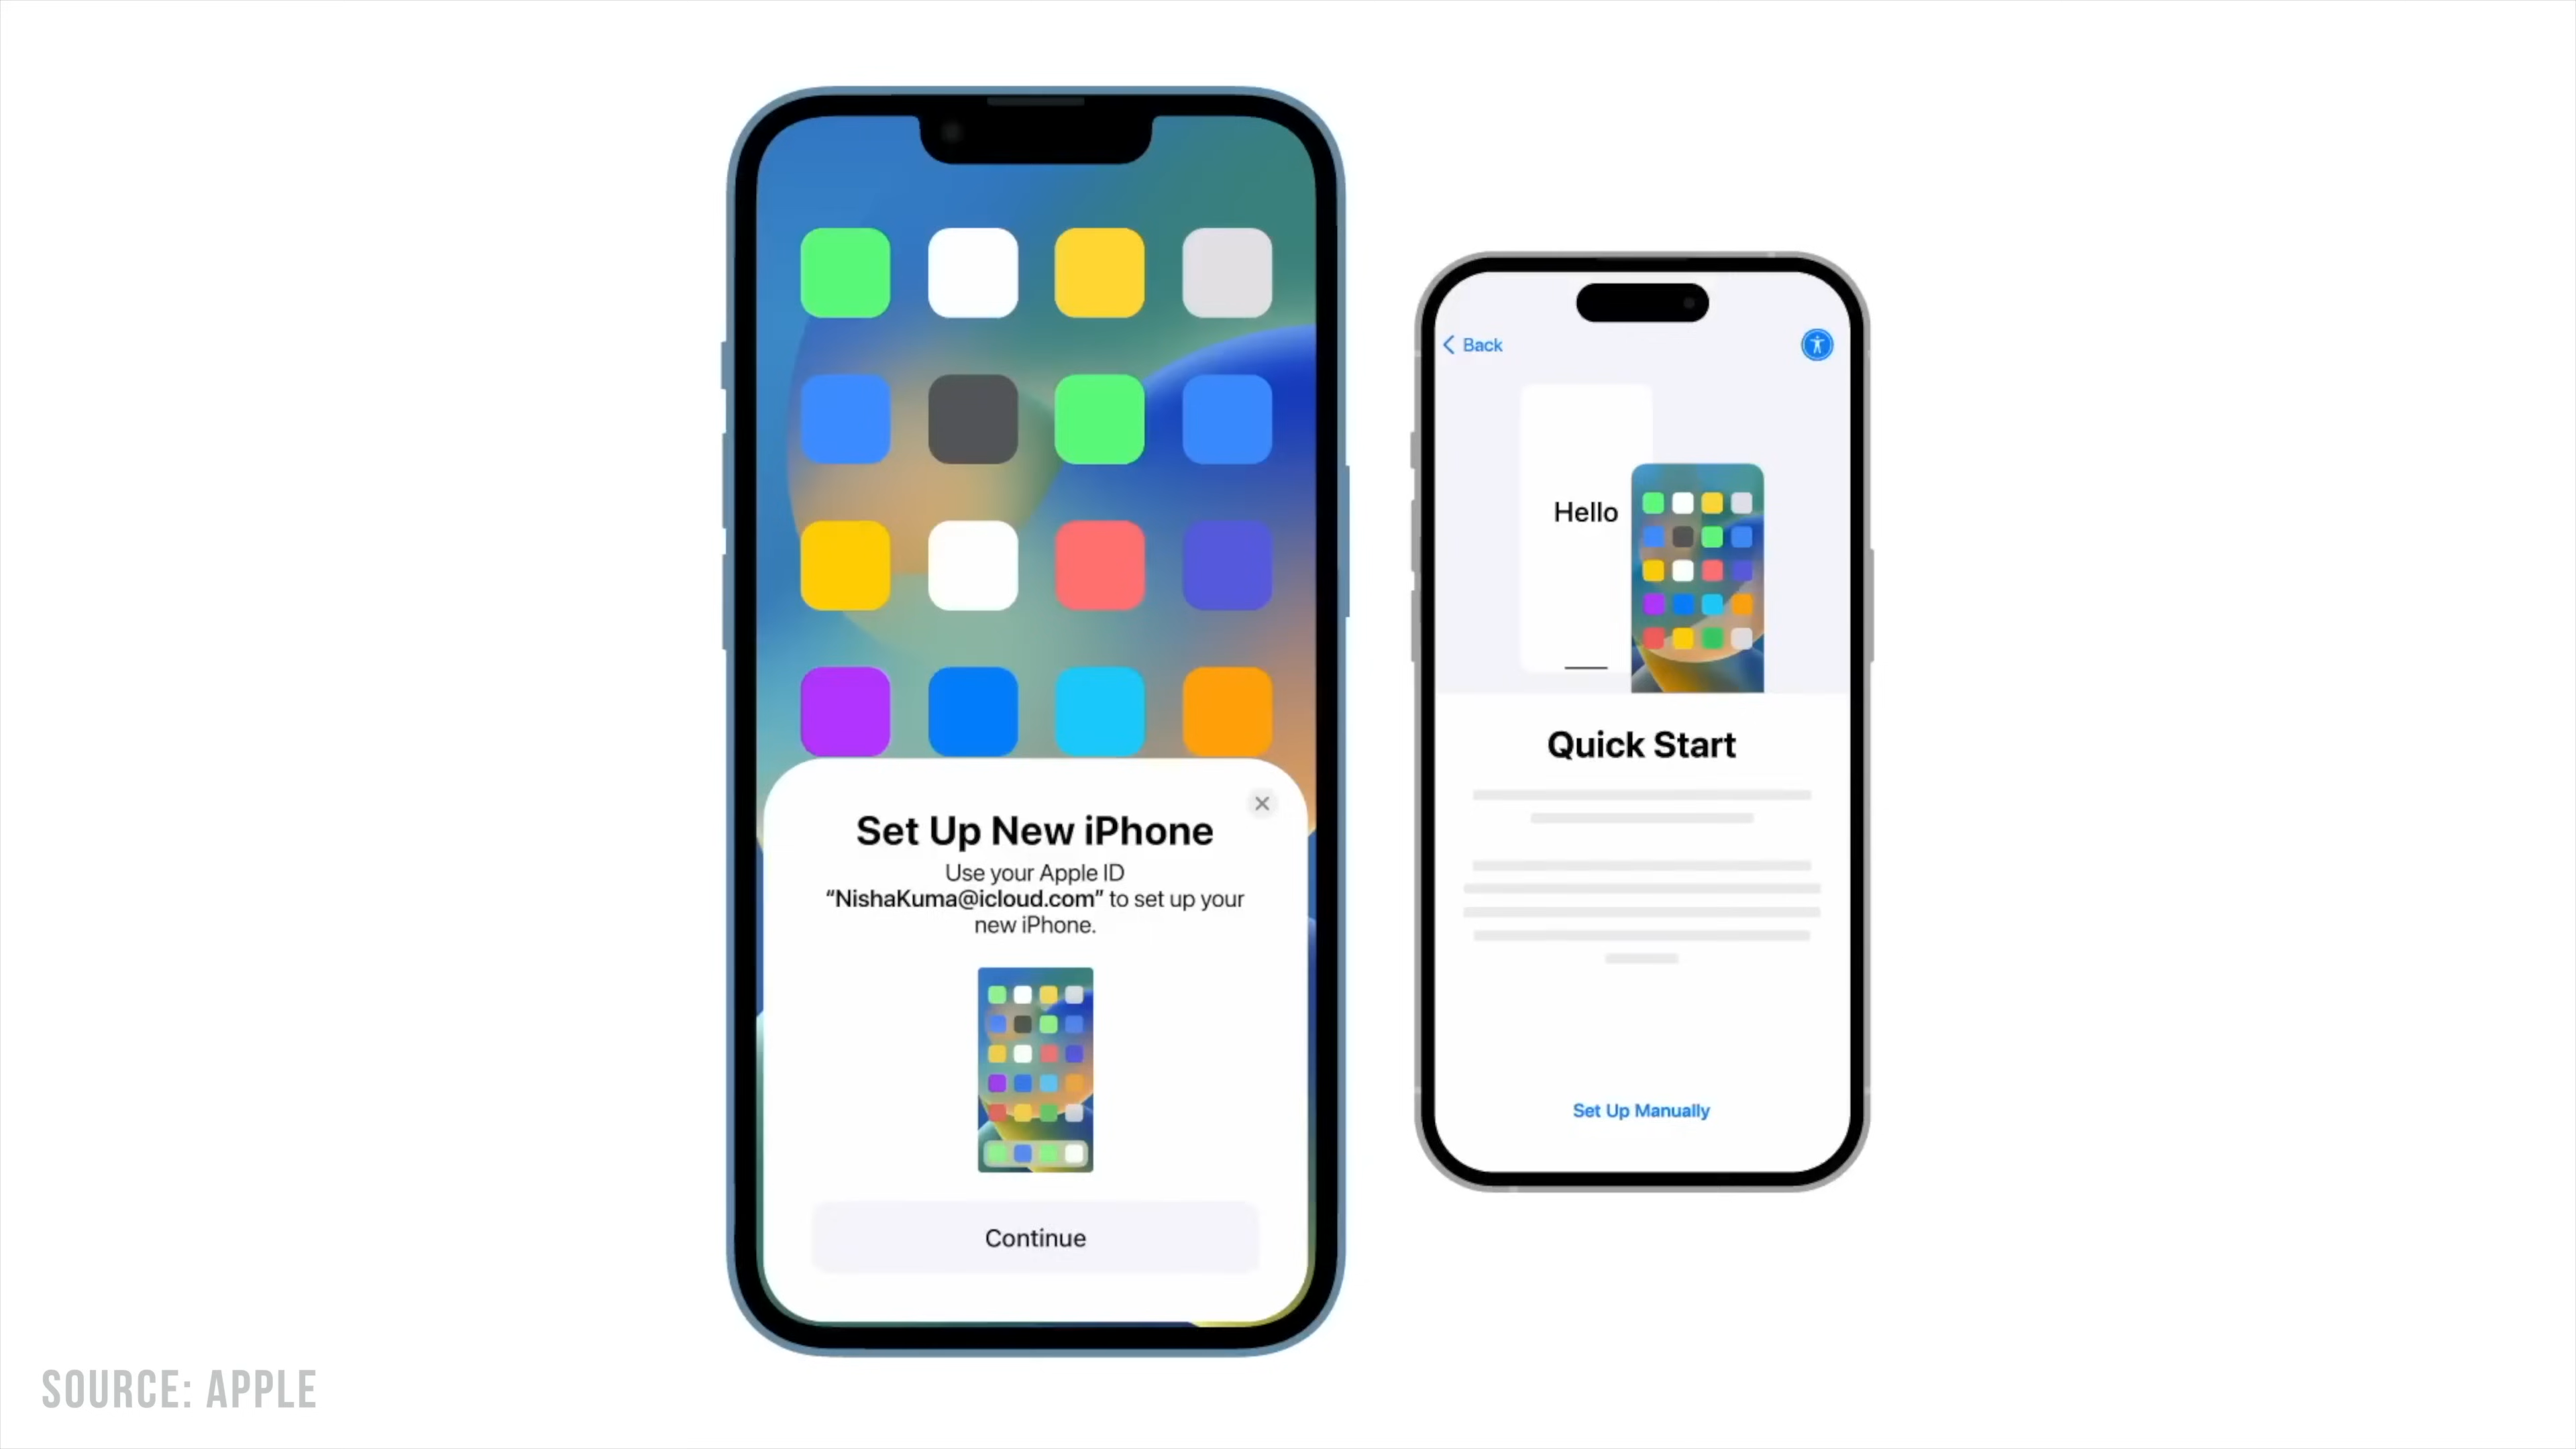 Set Up New iPhone
Use your Apple ID
“NishaKuma@icloud.com” to set up your
new iPhone.
Continue
Back
Hello
Quick Start
Set Up Manually
SOURCE: APPLE